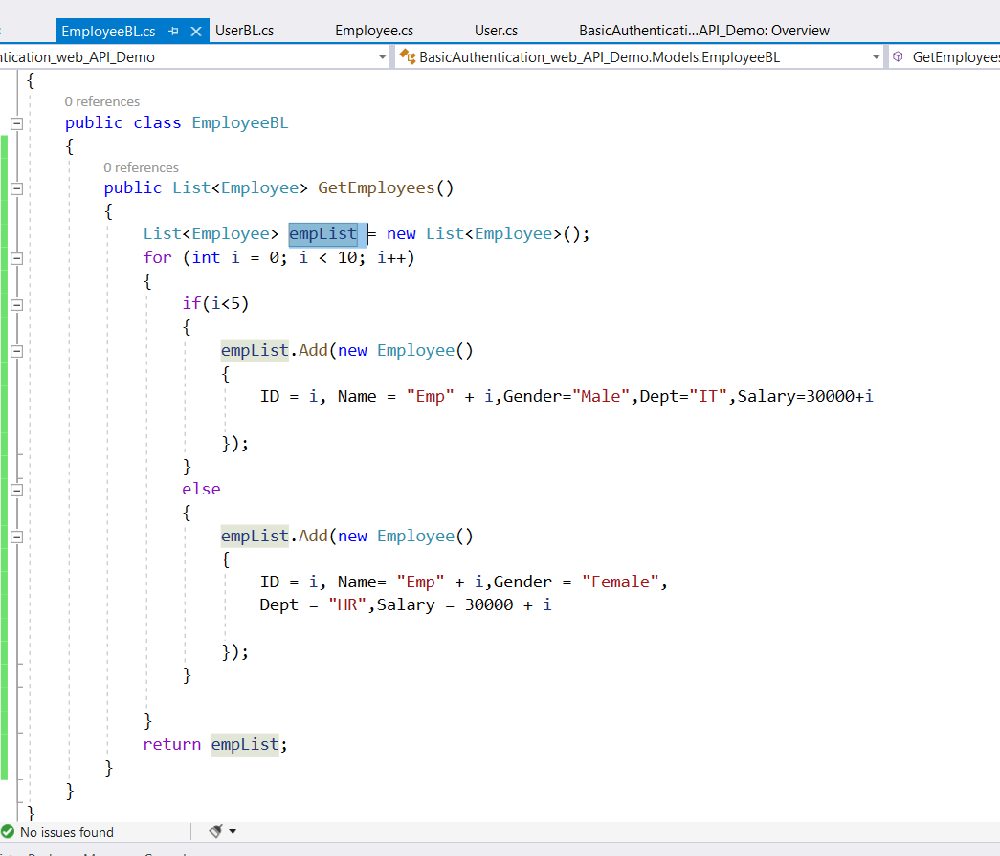 EmployeeBL.cs UserBL.cs Employee.cs User.cs BasicAuthenticati...API_Demo: Overview
ntication_web_API_Demo BasicAuthentication_web_API_Demo.Models.EmployeeBL GetEmployees
{
0 references
public class EmployeeBL
{
0 references
public List<Employee> GetEmployees()
{
List<Employee> empList = new List<Employee>();
for (int i = 0; i < 10; i++)
{
if(i<5)
{
empList.Add(new Employee()
{
ID = i, Name = "Emp" + i,Gender="Male",Dept="IT",Salary=30000+i
});
}
else
{
empList.Add(new Employee()
{
ID = i, Name= "Emp" + i,Gender = "Female",
Dept = "HR",Salary = 30000 + i
});
}
}
return empList;
}
}
}
No issues found